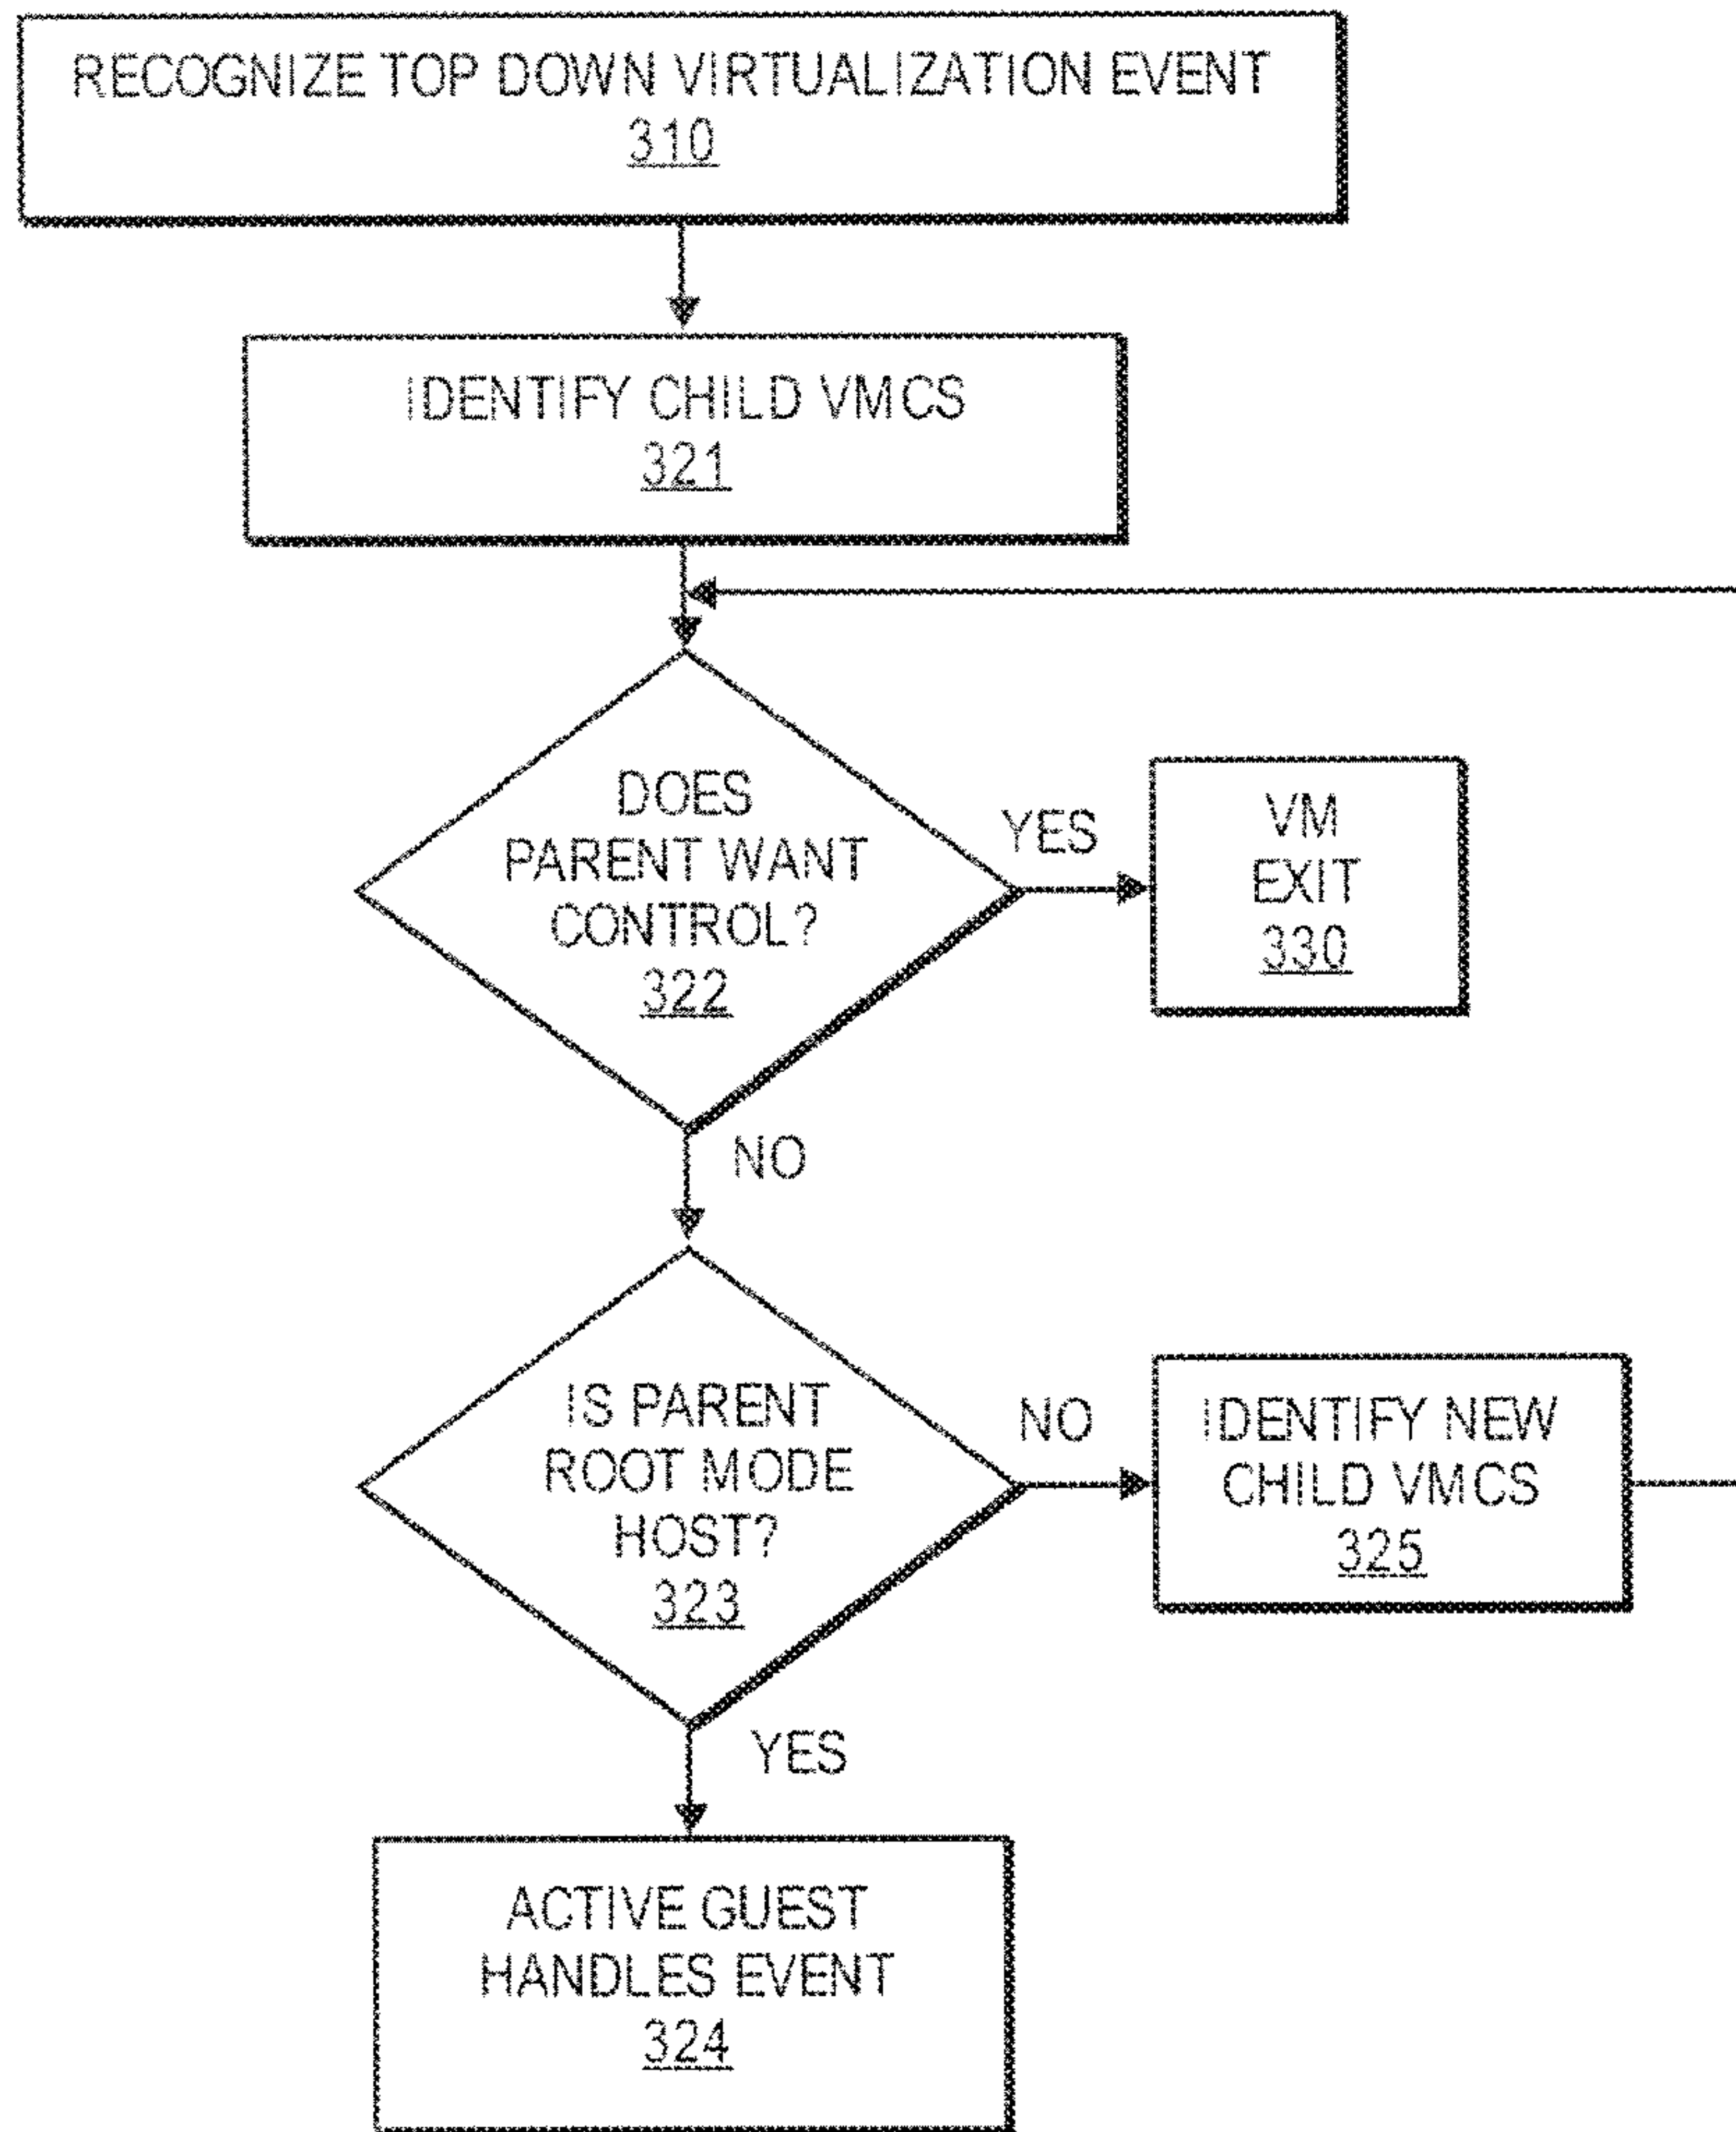 RECOGNIZE TOP DOWN VIRTUALIZATION EVENT
310
IDENTIFY CHILD VMCS
321
DOES
PARENT WANT
CONTROL?
322
YES
VM
EXIT
330
NO
IS PARENT
ROOT MODE
HOST?
323
NO
IDENTIFY NEW
CHILD VMCS
325
YES
ACTIVE GUEST
HANDLES EVENT
324